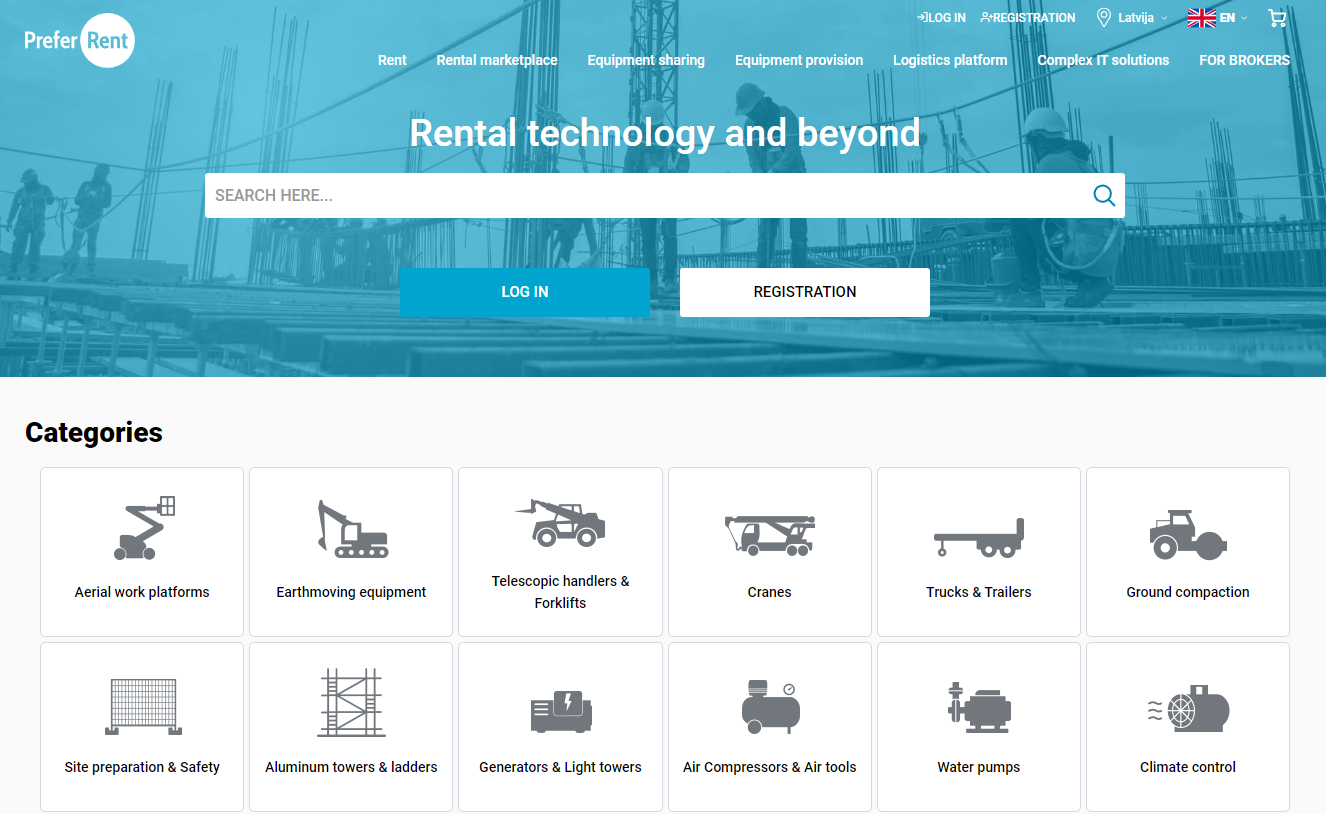 LOG IN REGISTRATION Latvija EN
Prefer Rent
Rent Rental marketplace Equipment sharing Equipment provision Logistics platform Complex IT solutions FOR BROKERS
Rental technology and beyond
SEARCH HERE...
LOG IN REGISTRATION
Categories
Aerial work platforms
Earthmoving equipment
Telescopic handlers &
Forklifts
Cranes
Trucks & Trailers
Ground compaction
Site preparation & Safety
Aluminum towers & ladders
Generators & Light towers
Air Compressors & Air tools
Water pumps
Climate control